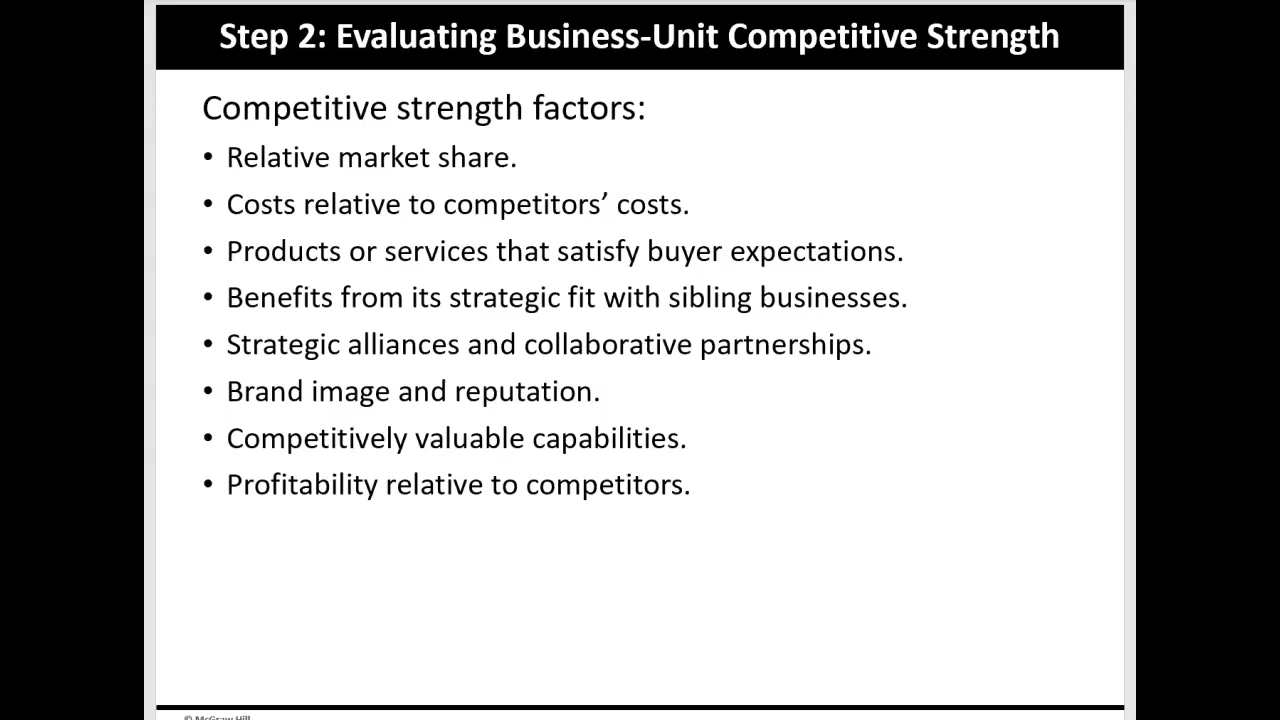 Step 2: Evaluating Business-Unit Competitive Strength
Competitive strength factors:
• Relative market share.
• Costs relative to competitors’ costs.
• Products or services that satisfy buyer expectations.
• Benefits from its strategic fit with sibling businesses.
• Strategic alliances and collaborative partnerships.
• Brand image and reputation.
• Competitively valuable capabilities.
• Profitability relative to competitors.
© McGraw Hill